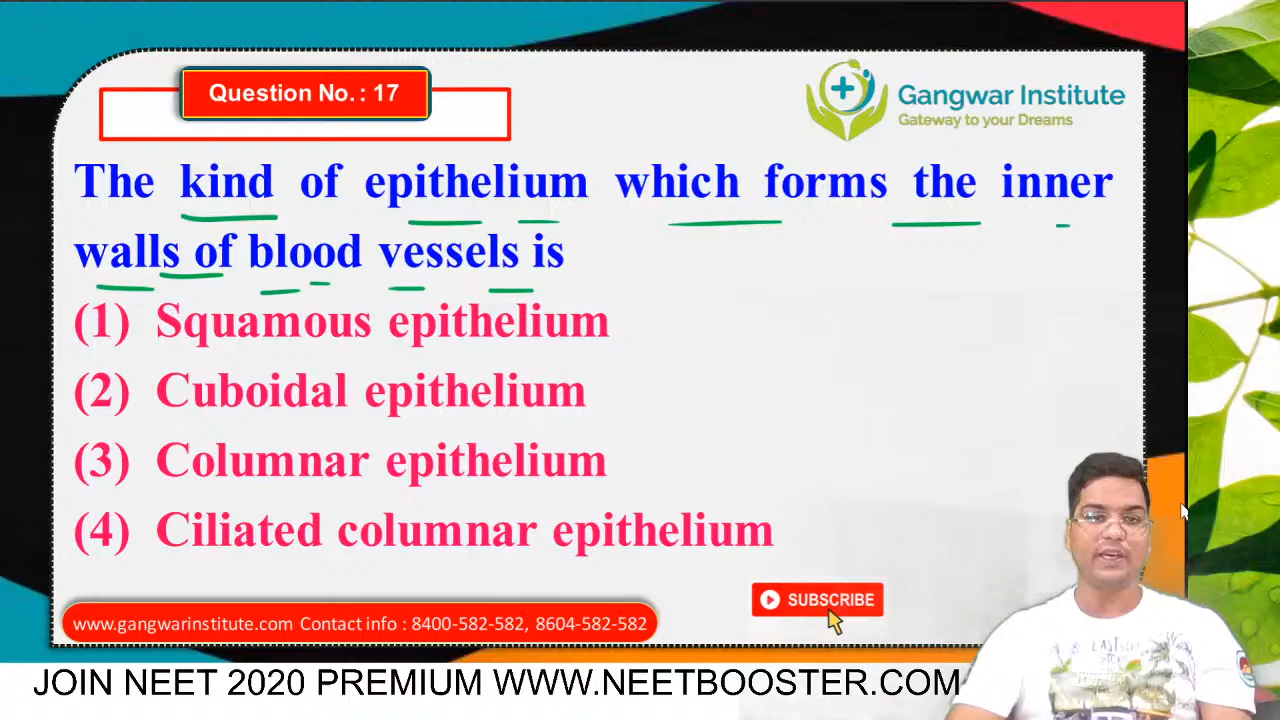 Question No. : 17
Gangwar Institute
Gateway to your Dreams
The kind of epithelium which forms the inner
walls of blood vessels is
(1) Squamous epithelium
(2) Cuboidal epithelium
(3) Columnar epithelium
(4) Ciliated columnar epithelium
SUBSCRIBE
www.gangwarinstitute.com Contact info : 8400-582-582, 8604-582-582
JOIN NEET 2020 PREMIUM WWW.NEETBOOSTER.COM